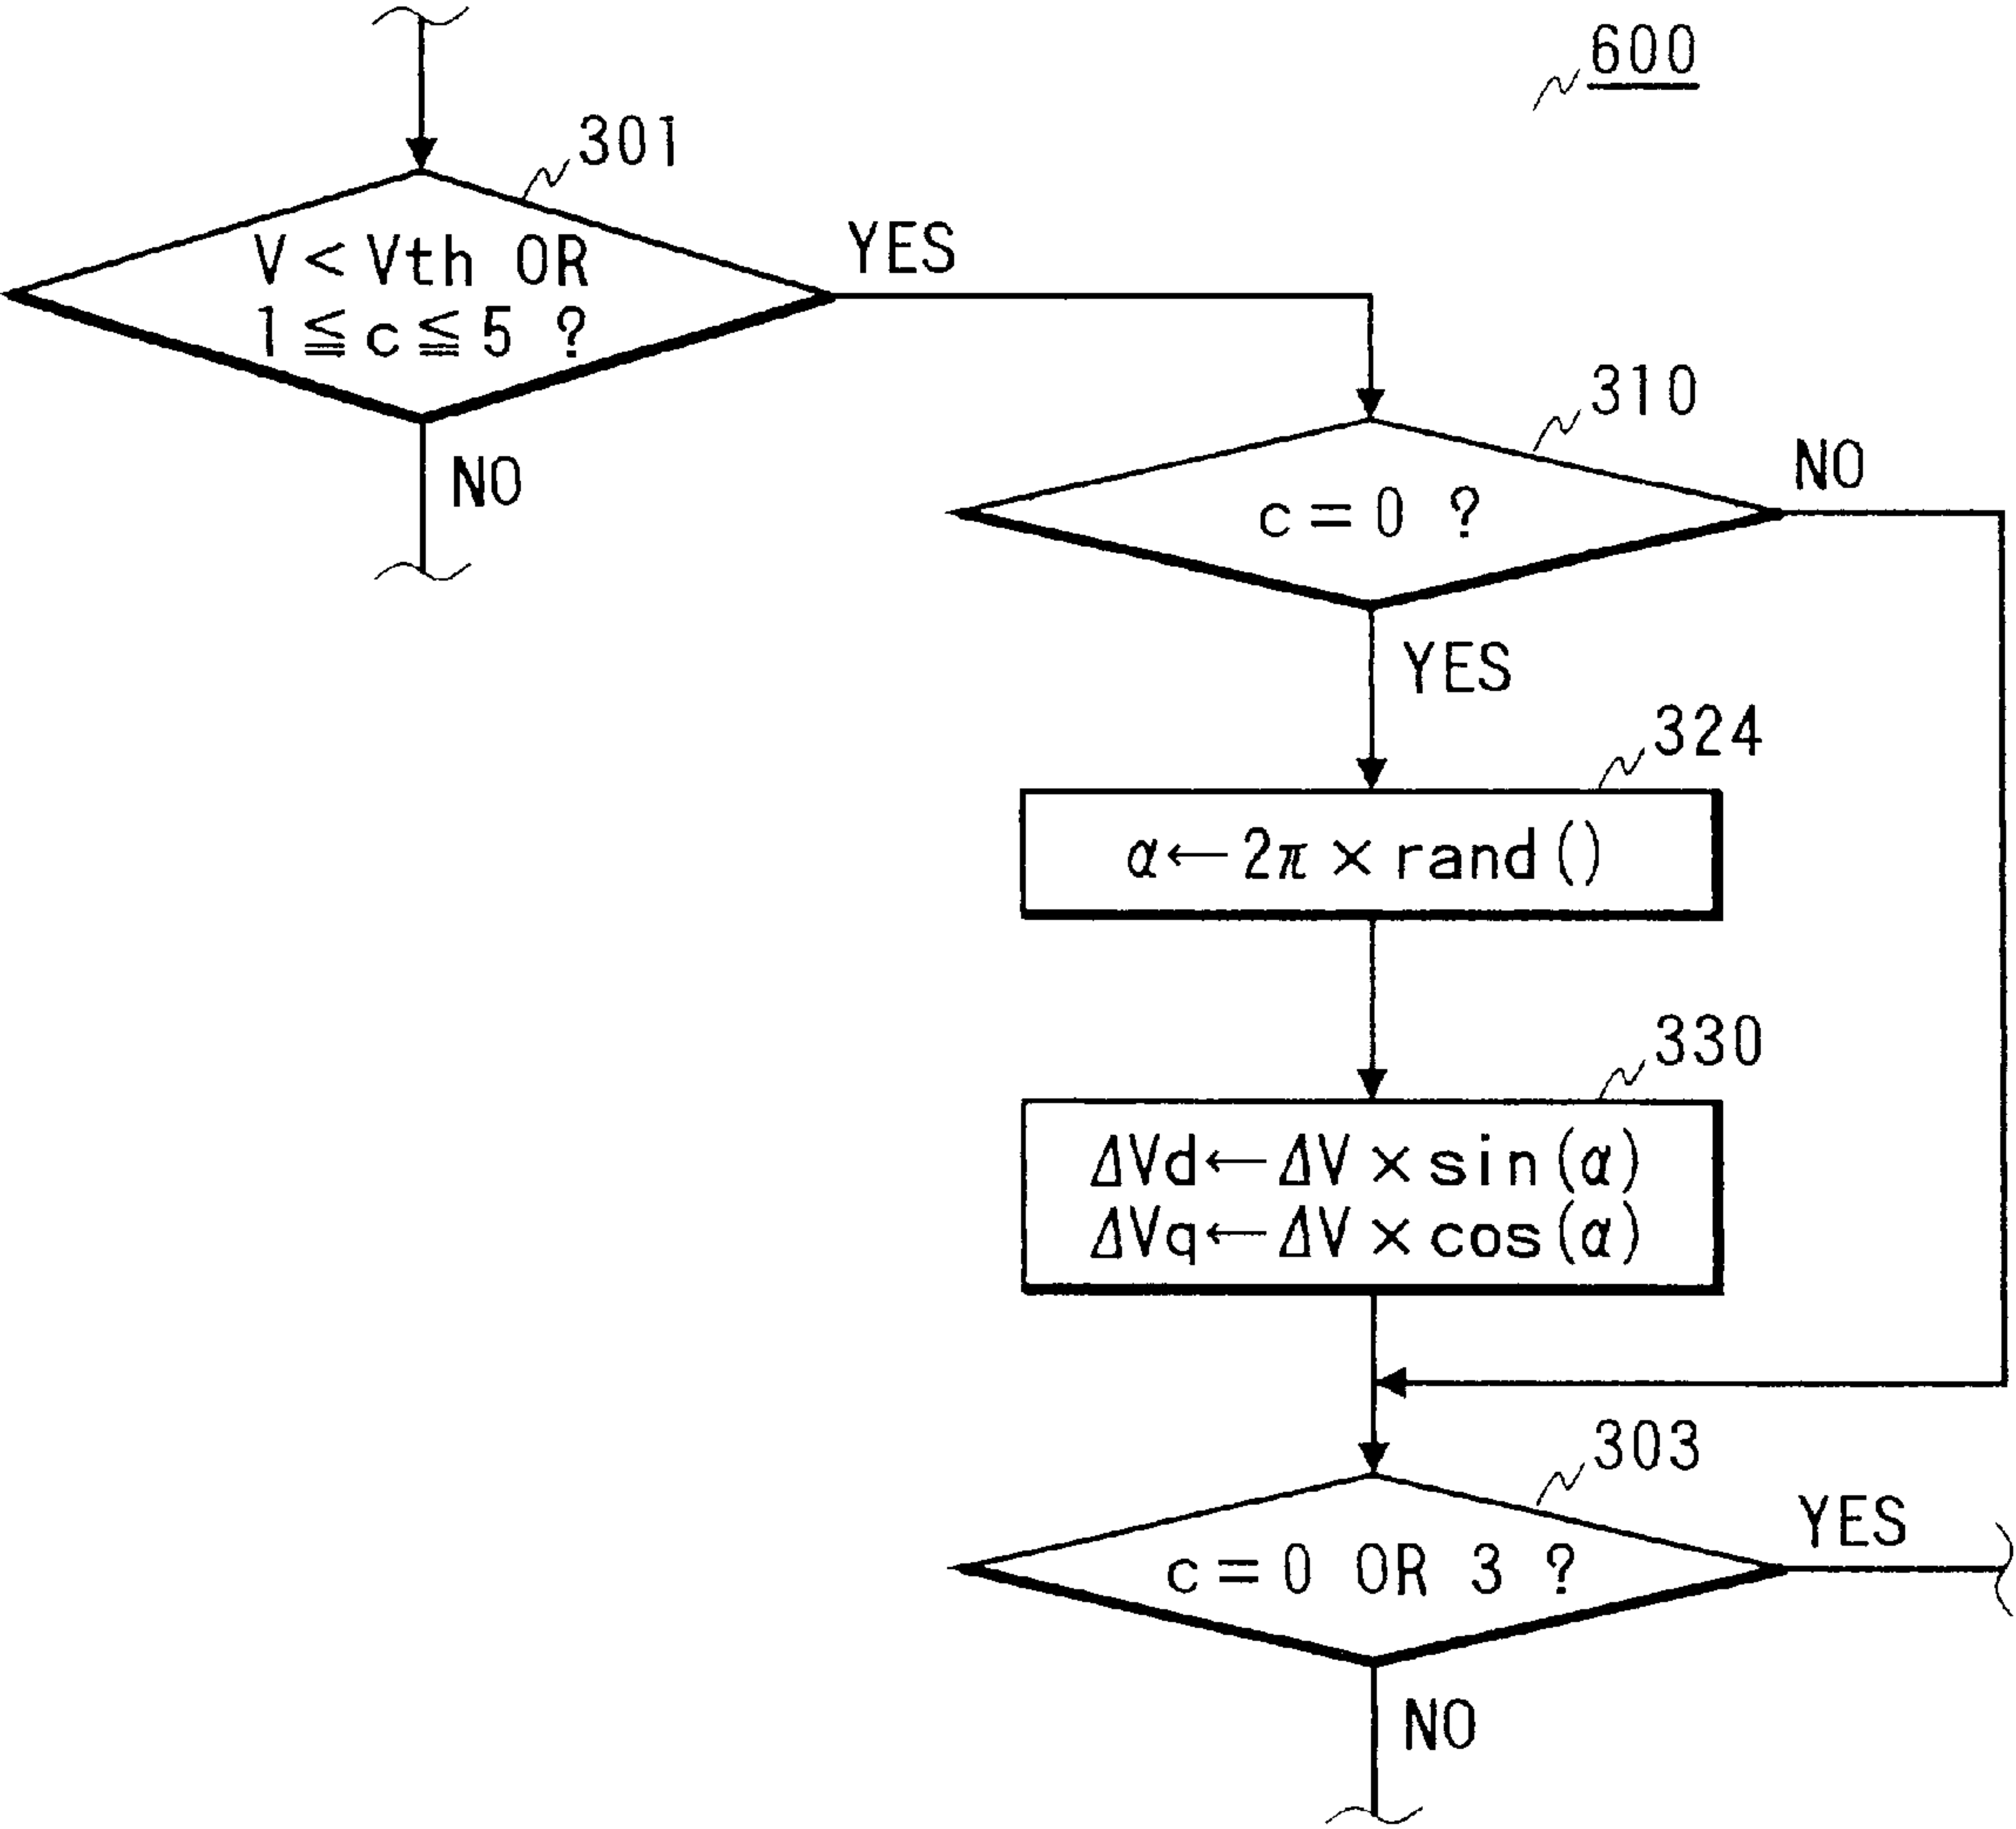 600
301
V < Vth OR
1 ≦ c ≦ 5 ?
YES
NO
310
c = 0 ?
NO
YES
324
α ← 2π × rand ()
330
ΔVd ← ΔV × sin (α)
ΔVq ← ΔV × cos (α)
303
c = 0 OR 3 ?
YES
NO